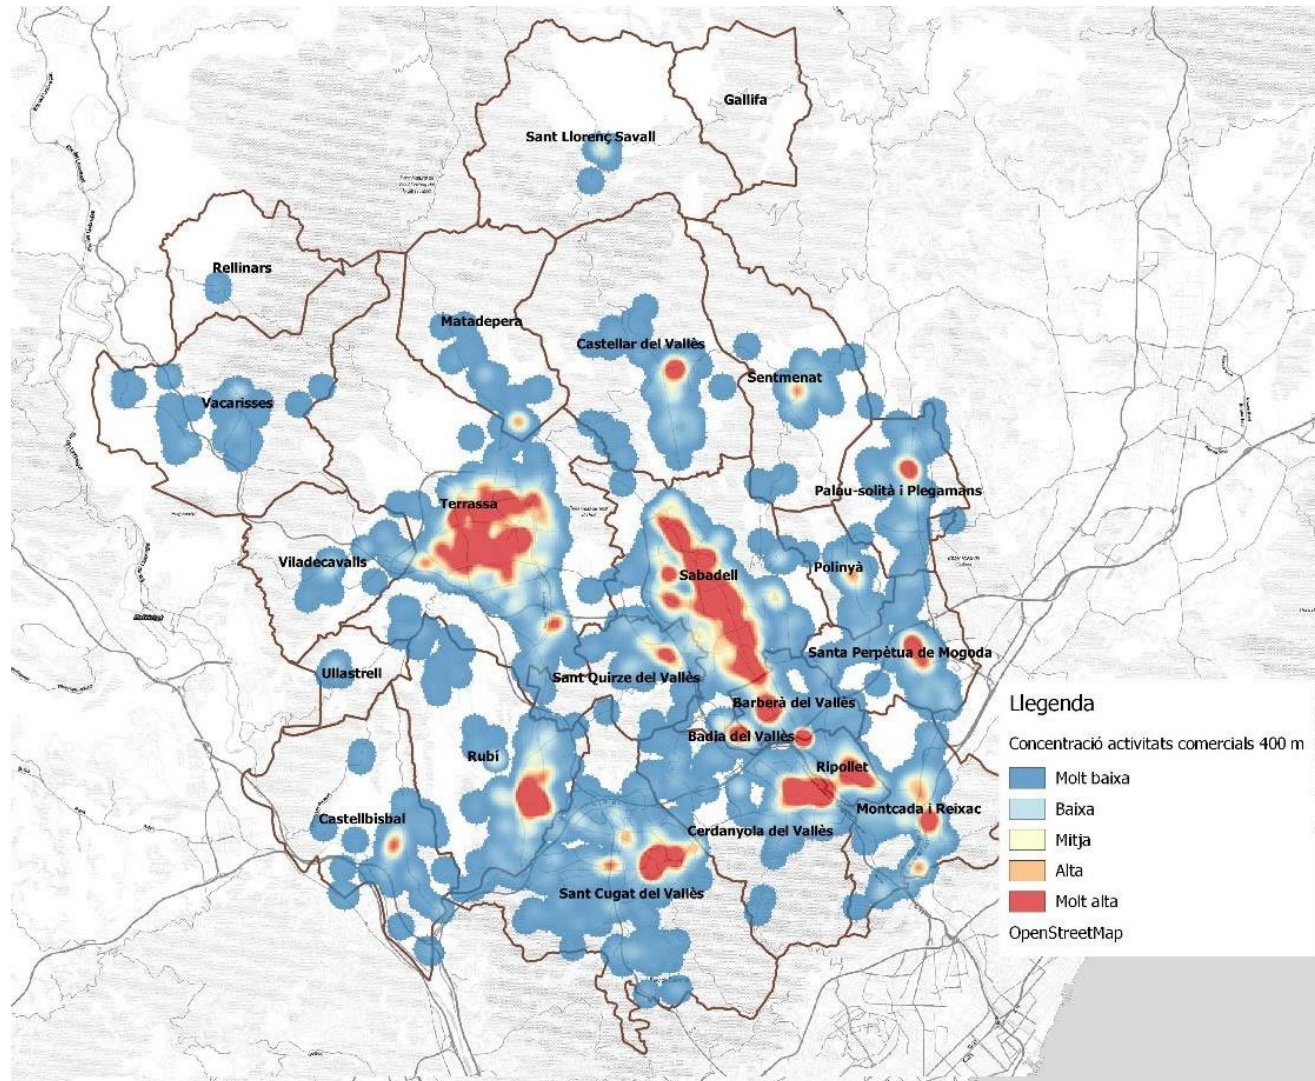 Gallifa
Sant Llorenç Savall
Rellinars
Matadepera
Castellar del Vallès
Sentmenat
Vacarisses
Palau-solità i Plegamans
Terrassa
Viladecavalls
Sabadell
Polinyà
Santa Perpètua de Mogoda
Ullastrell
Sant Quirze del Vallès
Barberà del Vallès
Badia del Vallès
Rubí
Ripollet
Montcada i Reixac
Castellbisbal
Cerdanyola del Vallès
Sant Cugat del Vallès
Llegenda
Concentració activitats comercials 400 m
Molt baixa
Baixa
Mitja
Alta
Molt alta
OpenStreetMap